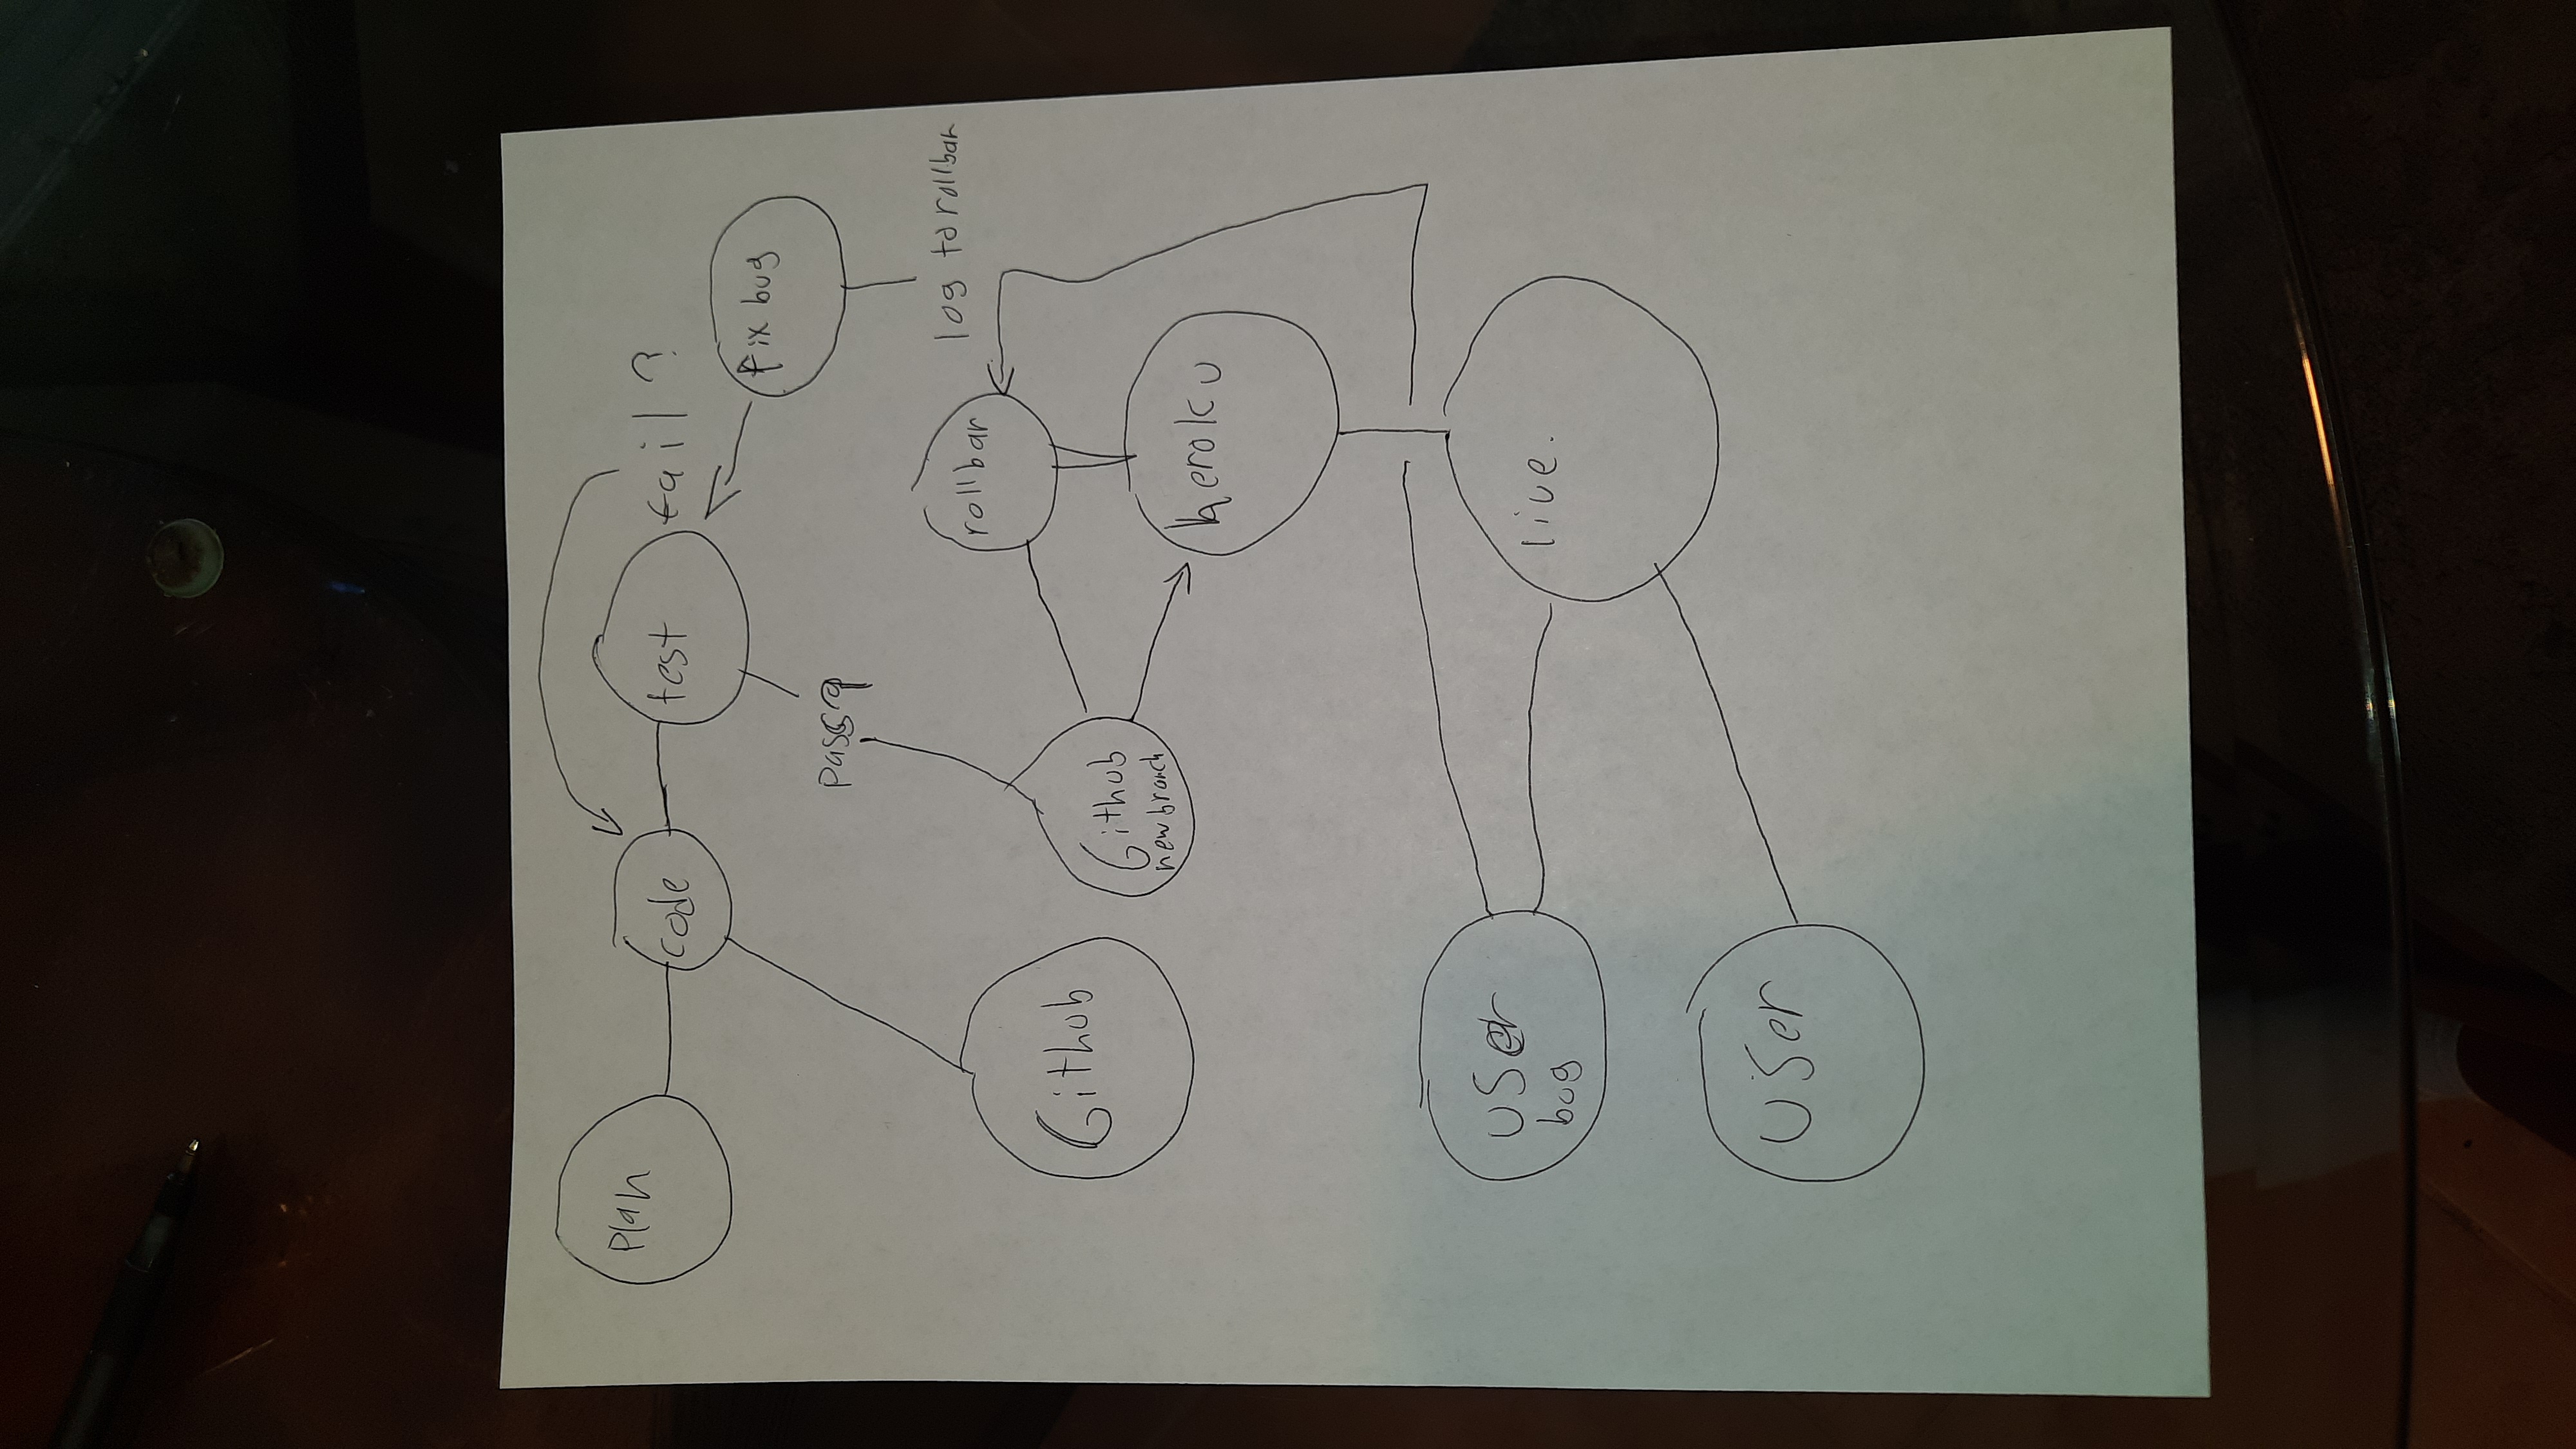 Plan
code
test
fail ?
fix bug
pass?
log to rollbar
rollbar
Github
Github
new branch
heroku
user
bug
live.
user